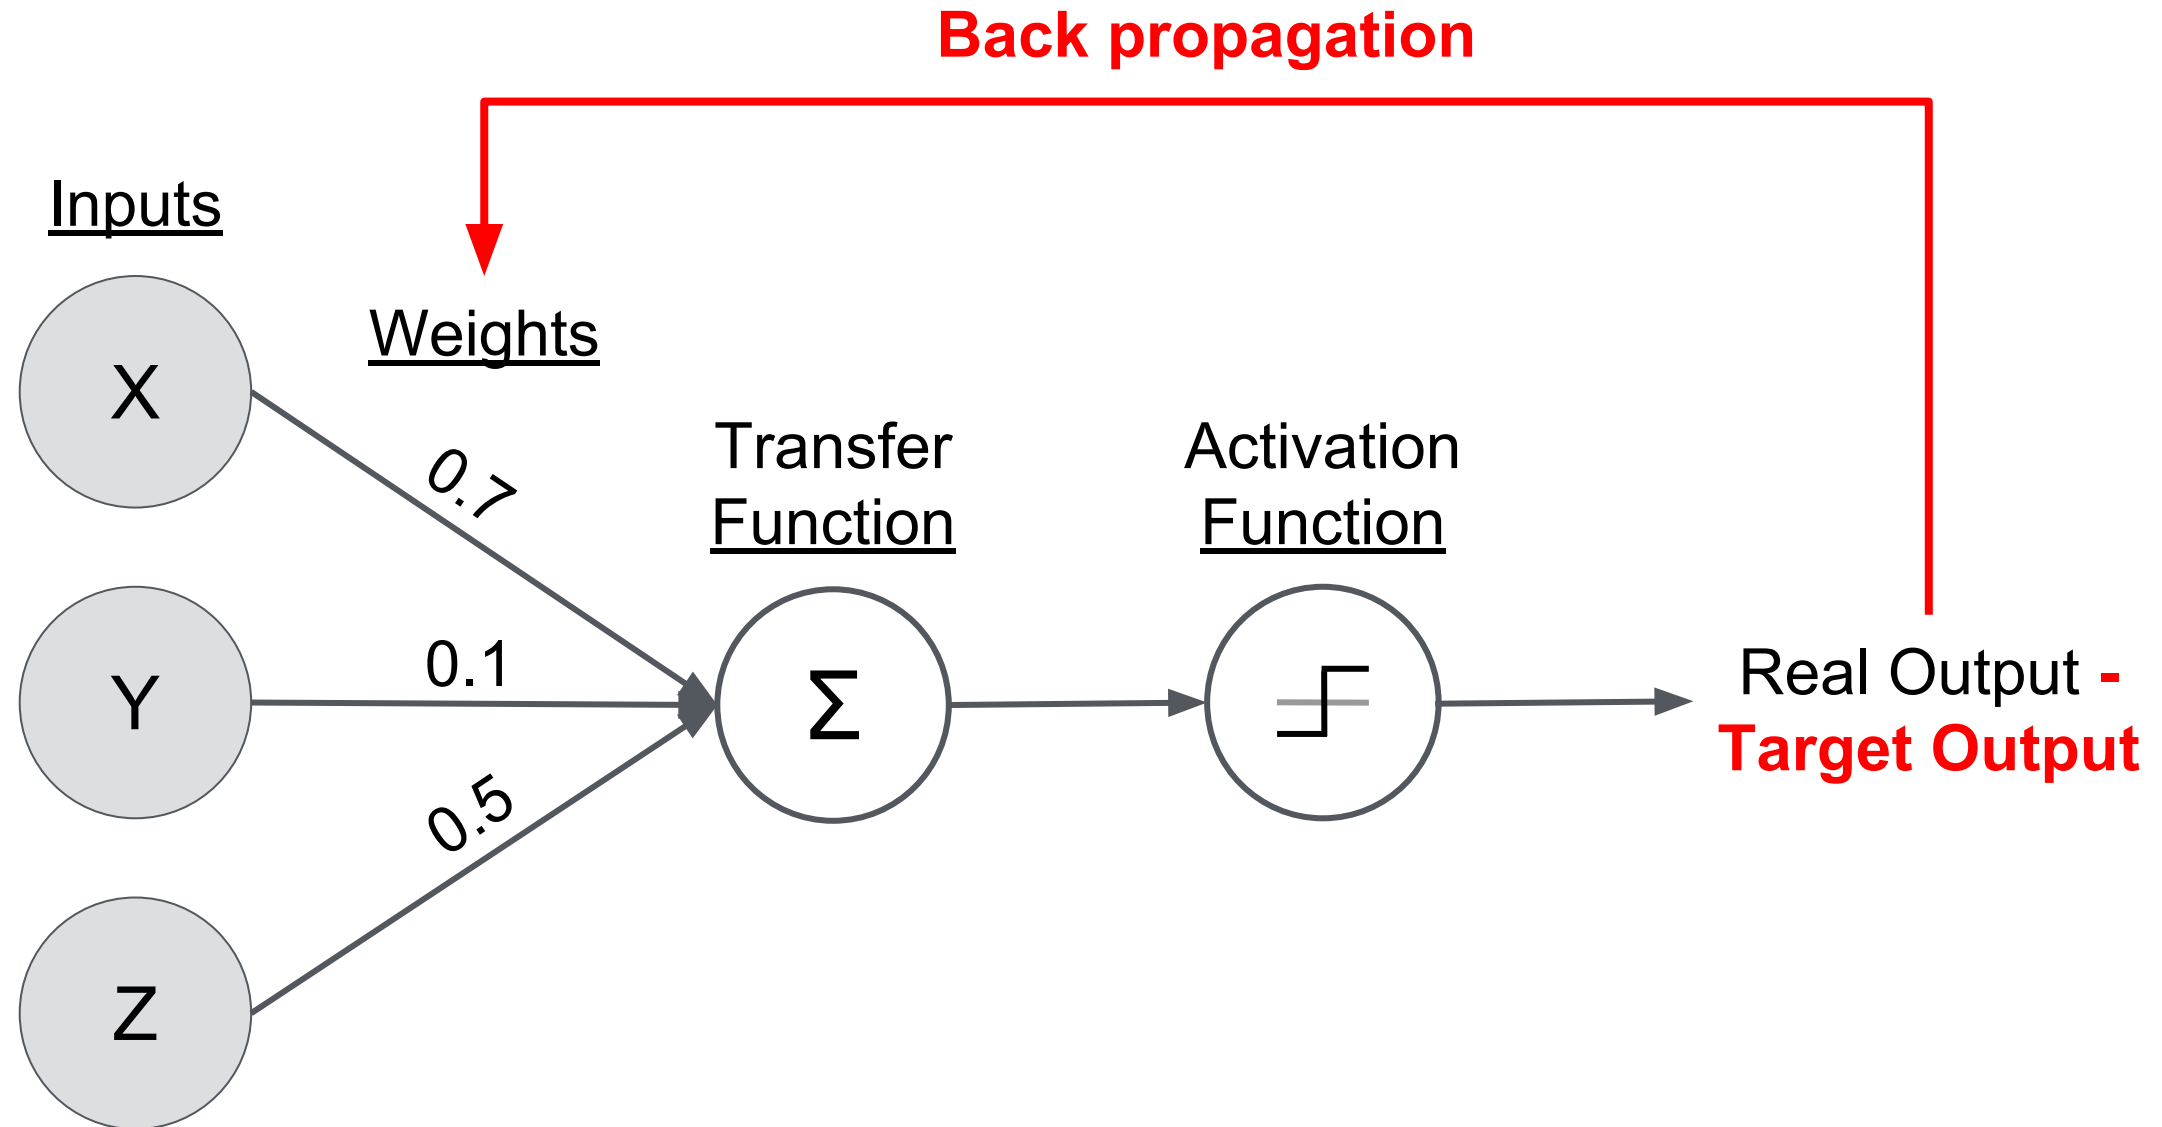 Back propagation
Inputs
Weights
X
0.7
Transfer
Function
Activation
Function
Y
0.1
Σ
Real Output -
Target Output
0.5
Z